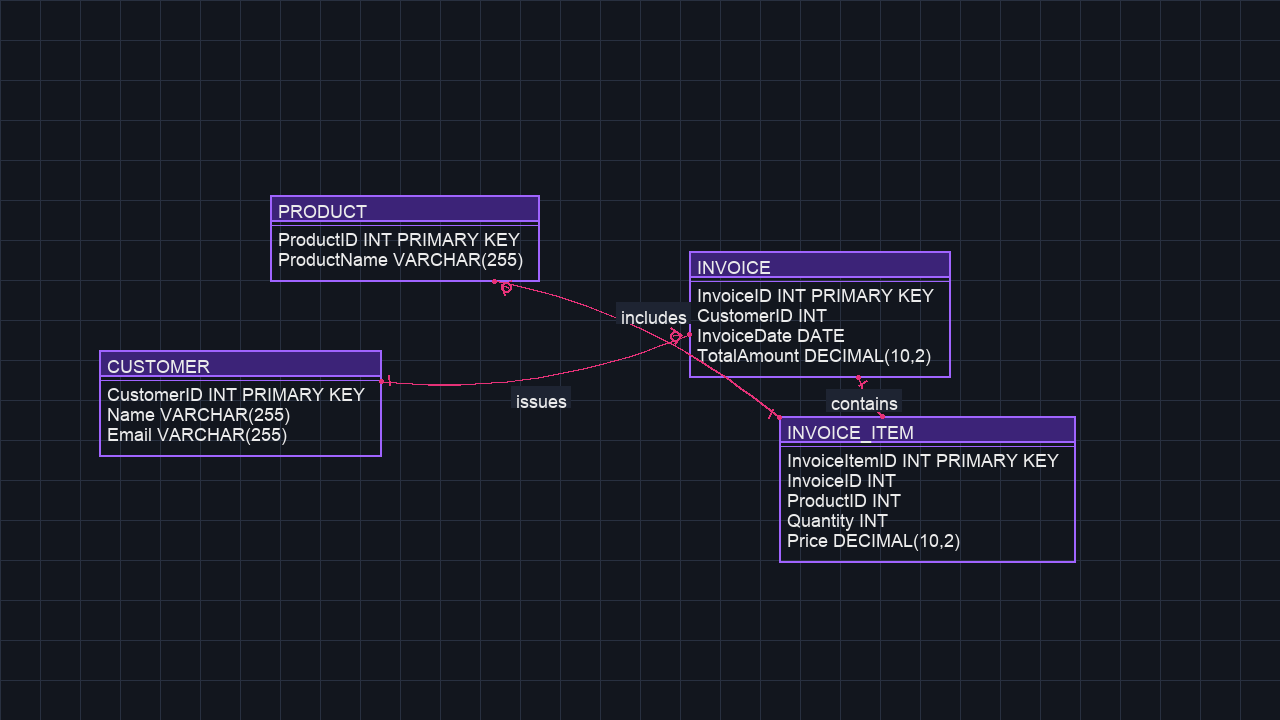 PRODUCT
ProductID INT PRIMARY KEY
ProductName VARCHAR(255)
INVOICE
InvoiceID INT PRIMARY KEY
CustomerID INT
InvoiceDate DATE
TotalAmount DECIMAL(10,2)
includes
CUSTOMER
CustomerID INT PRIMARY KEY
Name VARCHAR(255)
Email VARCHAR(255)
issues
contains
INVOICE_ITEM
InvoiceItemID INT PRIMARY KEY
InvoiceID INT
ProductID INT
Quantity INT
Price DECIMAL(10,2)